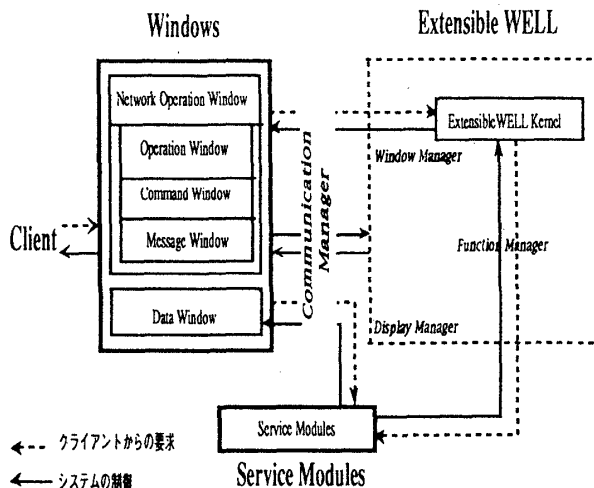 Windows
Extensible WELL
Network Operation Window
ExtensibleWELL Kernel
Operation Window
Window Manager
Command Window
Communication
Manager
Client
Message Window
Function Manager
Data Window
Display Manager
Service Modules
クライアントからの要求
システムの制御
Service Modules